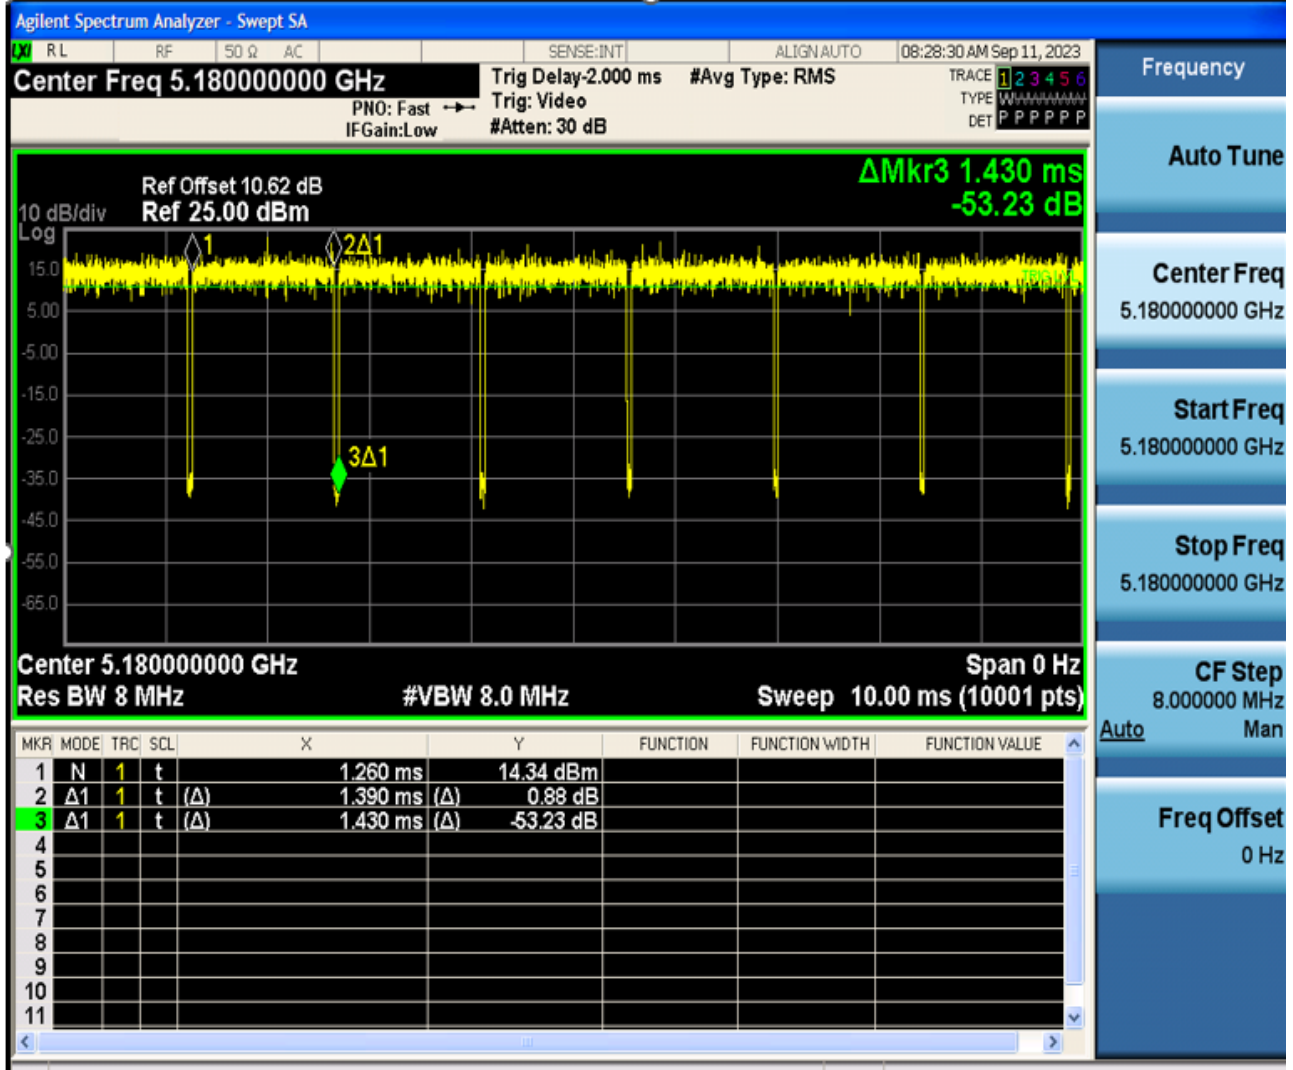 Agilent Spectrum Analyzer - Swept SA
LXI RL RF 50 Ω AC SENSE:INT ALIGNAUTO 08:28:30 AM Sep 11, 2023
Center Freq 5.180000000 GHz
Trig Delay-2.000 ms #Avg Type: RMS
PNO: Fast Trig: Video
IFGain:Low #Atten: 30 dB
TRACE 1 2 3 4 5 6
TYPE
DET P P P P P P
Frequency
ΔMkr3 1.430 ms
-53.23 dB
Ref Offset 10.62 dB
10 dB/div Ref 25.00 dBm
Log
1
2Δ1
15.0
TRIG LVL
5.00
-5.00
-15.0
-25.0
3Δ1
-35.0
-45.0
-55.0
-65.0
Center 5.180000000 GHz Span 0 Hz
Res BW 8 MHz #VBW 8.0 MHz Sweep 10.00 ms (10001 pts)
MKR MODE TRC SCL X Y FUNCTION FUNCTION WIDTH FUNCTION VALUE
1 N 1 t 1.260 ms 14.34 dBm
2 Δ1 1 t (Δ) 1.390 ms (Δ) 0.88 dB
3 Δ1 1 t (Δ) 1.430 ms (Δ) -53.23 dB
4
5
6
7
8
9
10
11
Auto Tune
Center Freq
5.180000000 GHz
Start Freq
5.180000000 GHz
Stop Freq
5.180000000 GHz
CF Step
8.000000 MHz
Auto Man
Freq Offset
0 Hz